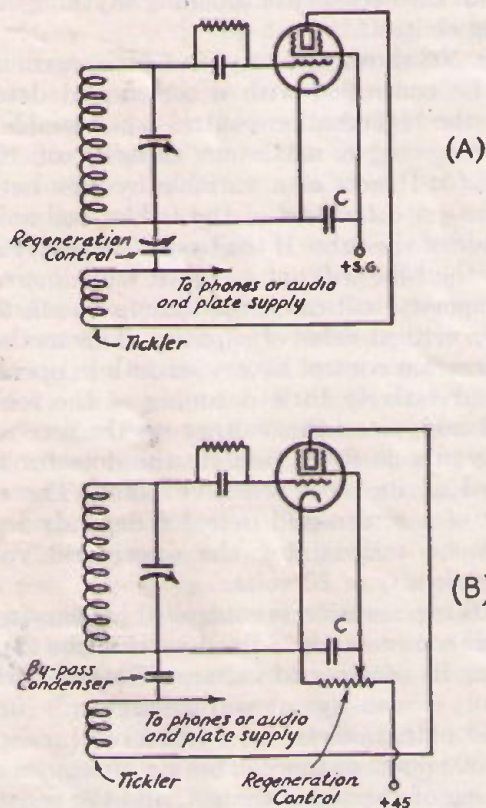 (A)
C
Regeneration
Control
+S.G.
To phones or audio
and plate supply
Tickler
(B)
C
By-pass
Condenser
To phones or audio
and plate supply
Tickler
Regeneration
Control
+45